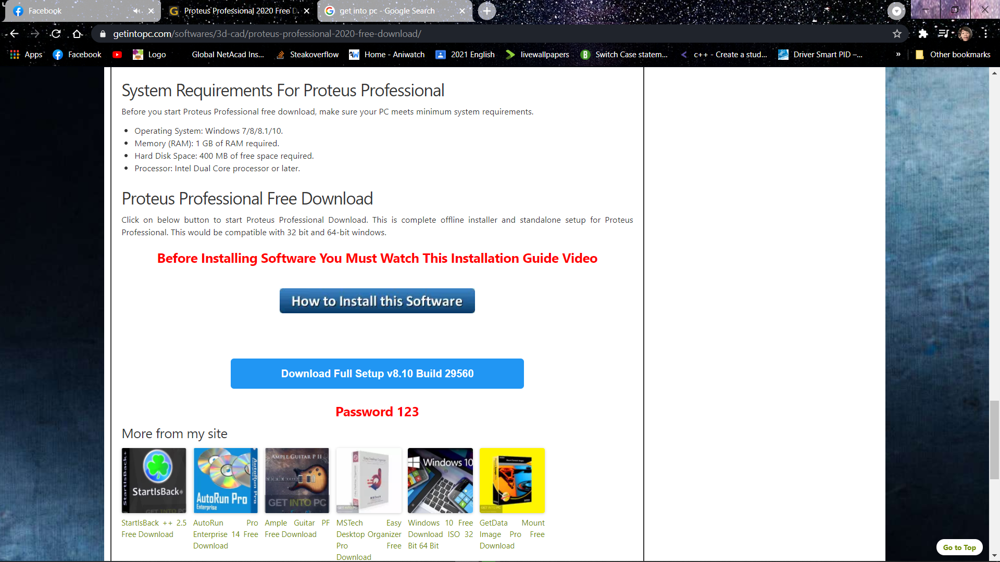 Facebook
Proteus Professional 2020 Free D
get into pc - Google Search
getintopc.com/softwares/3d-cad/proteus-professional-2020-free-download/
Apps
Facebook
Logo
Global NetAcad Ins...
Steakoverflow
Home - Aniwatch
2021 English
livewallpapers
Switch Case statem...
c++ - Create a stud...
Driver Smart PID –...
»
Other bookmarks
System Requirements For Proteus Professional
Before you start Proteus Professional free download, make sure your PC meets minimum system requirements.
Operating System: Windows 7/8/8.1/10.
Memory (RAM): 1 GB of RAM required.
Hard Disk Space: 400 MB of free space required.
Processor: Intel Dual Core processor or later.
Proteus Professional Free Download
Click on below button to start Proteus Professional Download. This is complete offline installer and standalone setup for Proteus
Professional. This would be compatible with 32 bit and 64-bit windows.
Before Installing Software You Must Watch This Installation Guide Video
How to Install this Software
Download Full Setup v8.10 Build 29560
Password 123
More from my site
StartIsBack++
StartIsBack
GET INTO PC
AutoRun Pro
AutoRun Pro
Enterprise
AMPLE GUITAR P II
GET INTO PC
Easy Desktop Organizer
MSTech
Windows 10
GET INTO PC
StartIsBack ++ 2.5
Free Download
AutoRun Pro
Enterprise 14 Free
Download
Ample Guitar PF
Free Download
MSTech Easy
Desktop Organizer
Pro Free
Download
Windows 10 Free
Download ISO 32
Bit 64 Bit
GetData Mount
Image Pro Free
Download
Go to Top